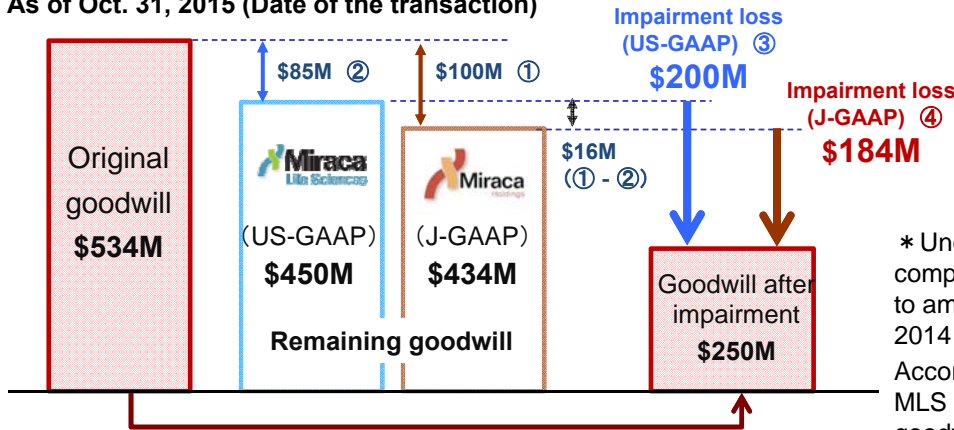 As of Oct. 31, 2015 (Date of the transaction)
Impairment loss
(US-GAAP) ③
$200M
Impairment loss
(J-GAAP) ④
$184M
$85M ②
$100M ①
$16M
(① - ②)
Original
goodwill
$534M
Miraca
Life Sciences
(US-GAAP)
$450M
Miraca
Holdings
(J-GAAP)
$434M
Remaining goodwill
Goodwill after
impairment
$250M
* Un
comp
to am
2014
Accor
MLS